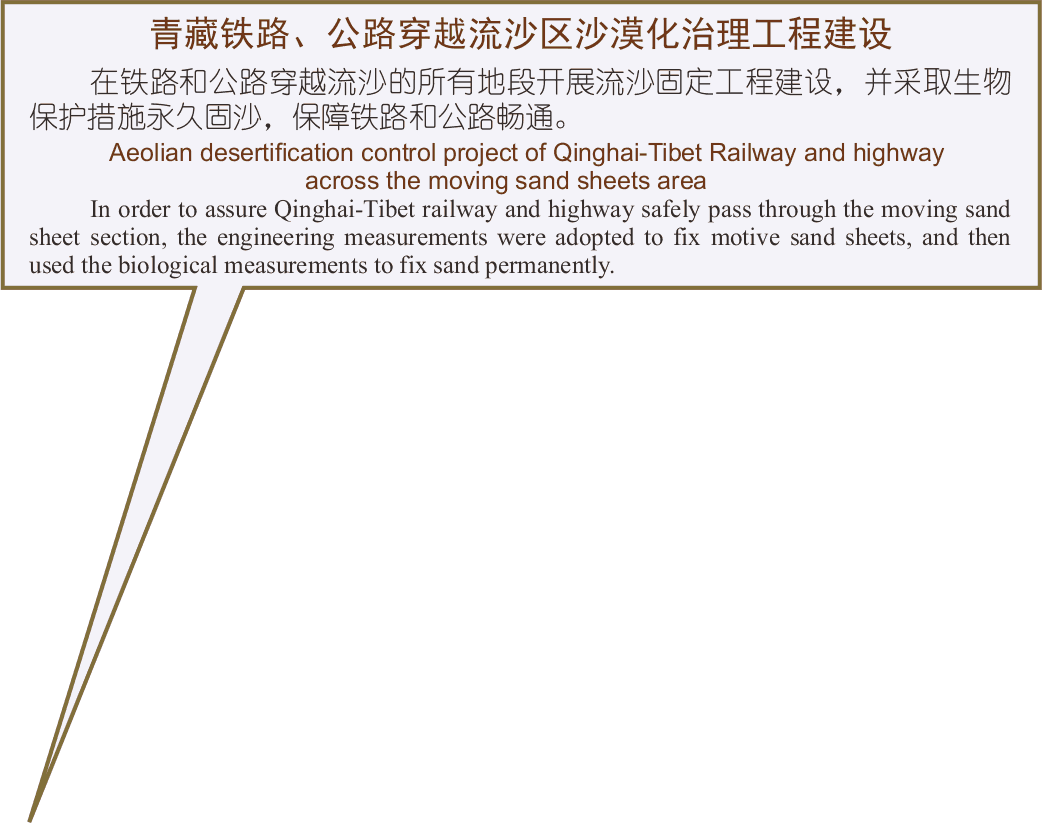 青藏铁路、公路穿越流沙区沙漠化治理工程建设
在铁路和公路穿越流沙的所有地段开展流沙固定工程建设，并采取生物
保护措施永久固沙，保障铁路和公路畅通。
Aeolian desertification control project of Qinghai-Tibet Railway and highway
across the moving sand sheets area
In order to assure Qinghai-Tibet railway and highway safely pass through the moving sand
sheet section, the engineering measurements were adopted to fix motive sand sheets, and then
used the biological measurements to fix sand permanently.